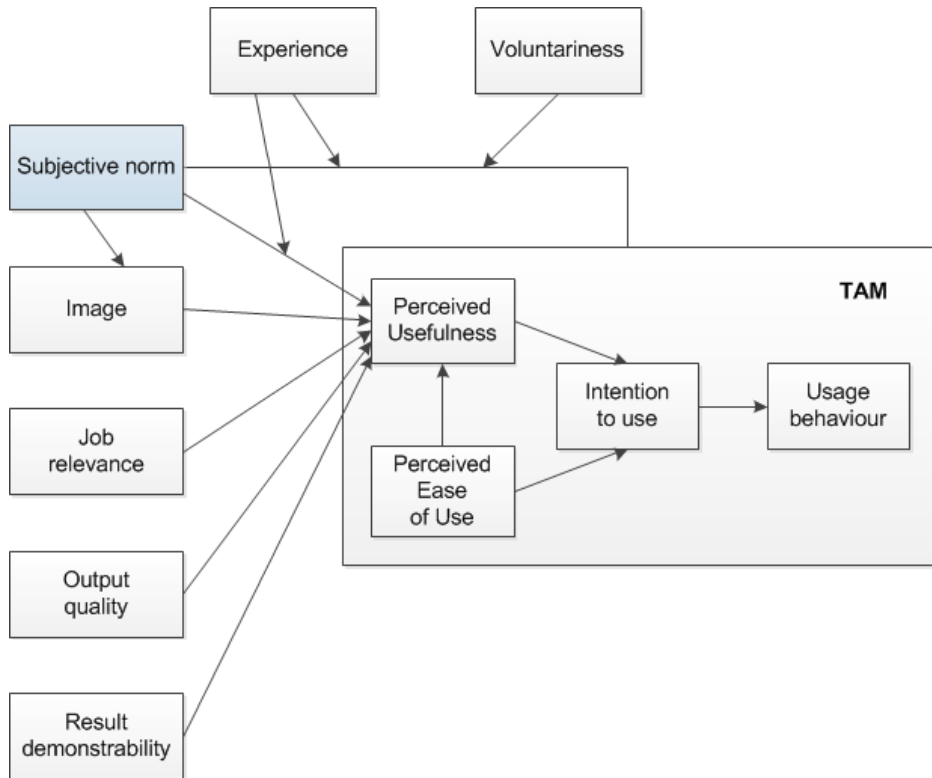 Experience
Voluntariness
Subjective norm
Image
Perceived
Usefulness
TAM
Intention
to use
Usage
behaviour
Job
relevance
Perceived
Ease
of Use
Output
quality
Result
demonstrability